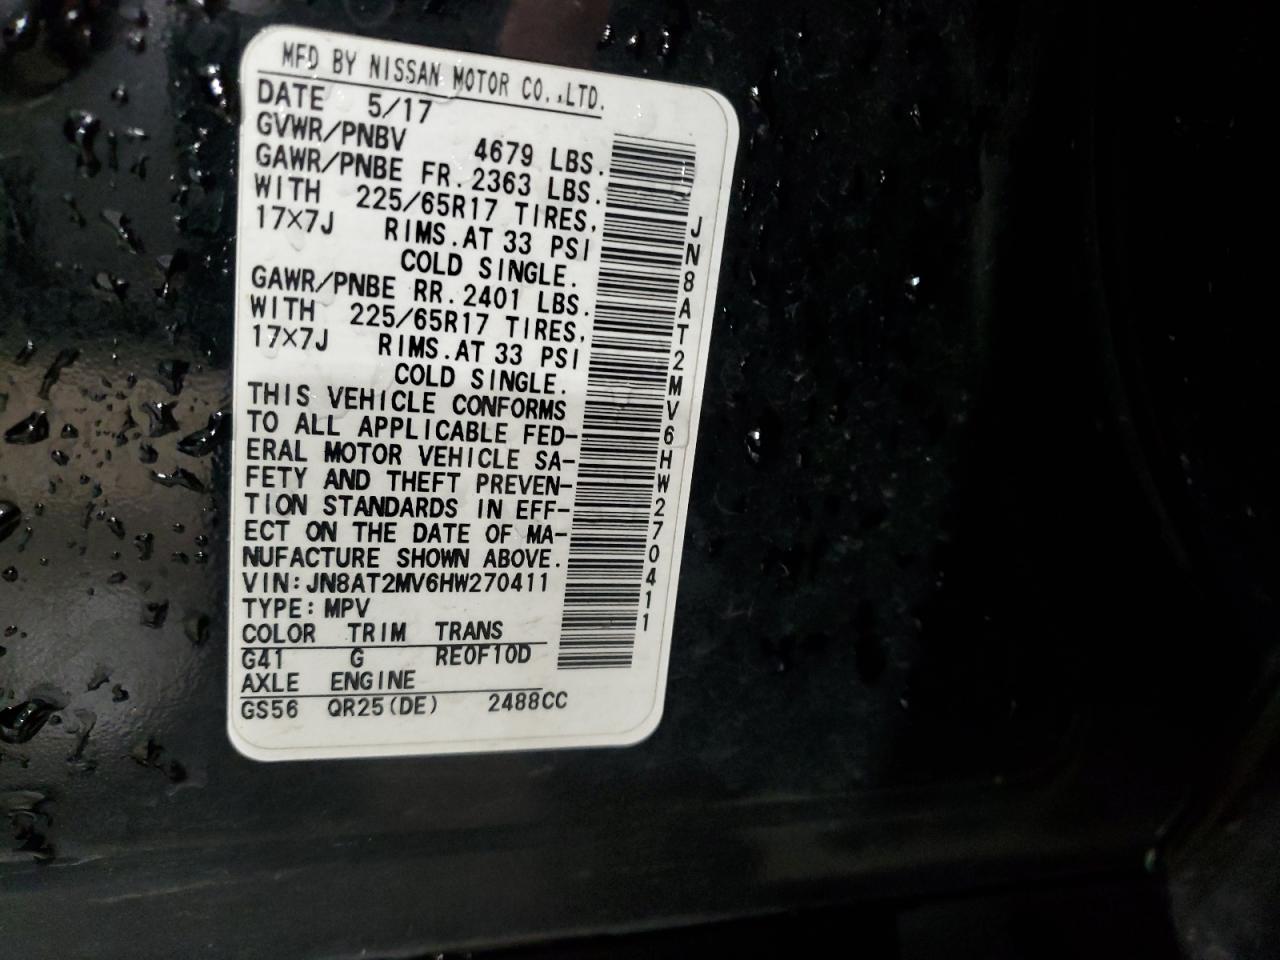 MFD BY NISSAN MOTOR CO.,LTD.
DATE 5/17
GVWR/PNBV 4679 LBS.
GAWR/PNBE FR. 2363 LBS.
WITH 225/65R17 TIRES,
17X7J RIMS.AT 33 PSI
COLD SINGLE.
GAWR/PNBE RR. 2401 LBS.
WITH 225/65R17 TIRES,
17X7J RIMS.AT 33 PSI
COLD SINGLE.
THIS VEHICLE CONFORMS
TO ALL APPLICABLE FED-
ERAL MOTOR VEHICLE SA-
FETY AND THEFT PREVEN-
TION STANDARDS IN EFF-
ECT ON THE DATE OF MA-
NUFACTURE SHOWN ABOVE.
VIN:JN8AT2MV6HW270411
TYPE:MPV
COLOR TRIM TRANS
G41 G RE0F10D
AXLE ENGINE
GS56 QR25(DE) 2488CC
JN8AT2MV6HW270411